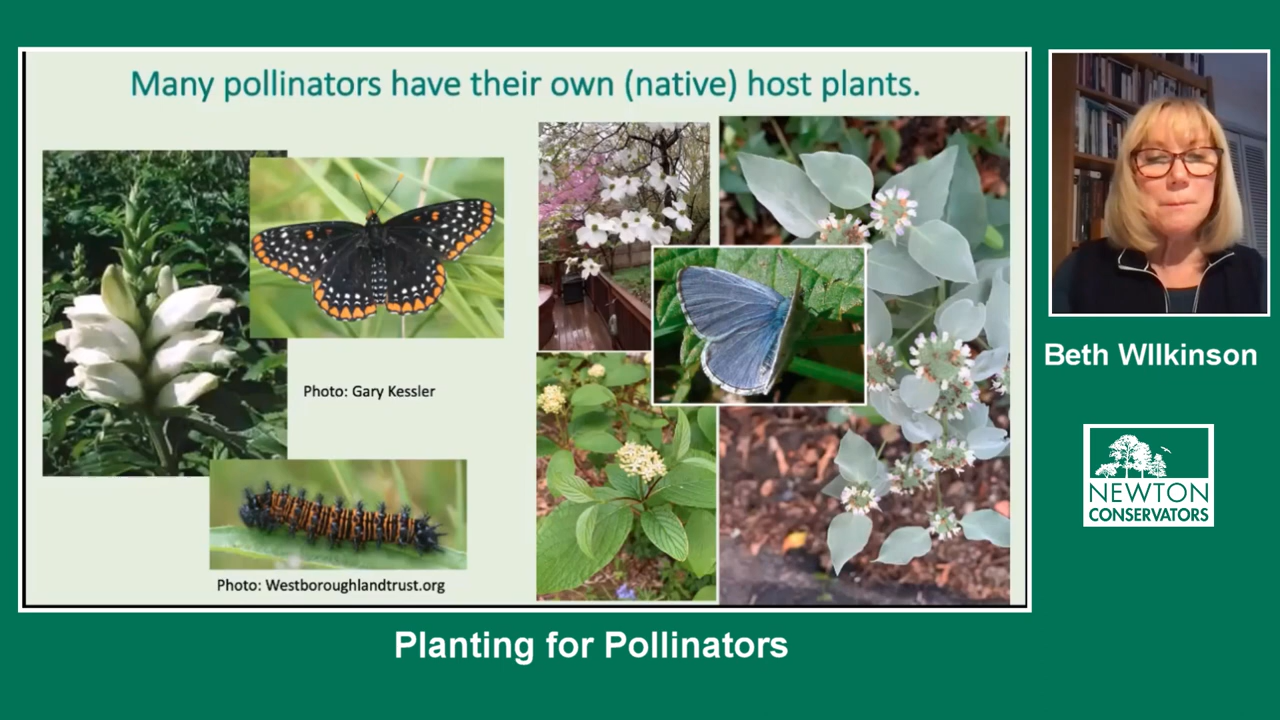 Many pollinators have their own (native) host plants.
Photo: Gary Kessler
Photo: Westboroughlandtrust.org
Beth WIlkinson
NEWTON
CONSERVATORS
Planting for Pollinators